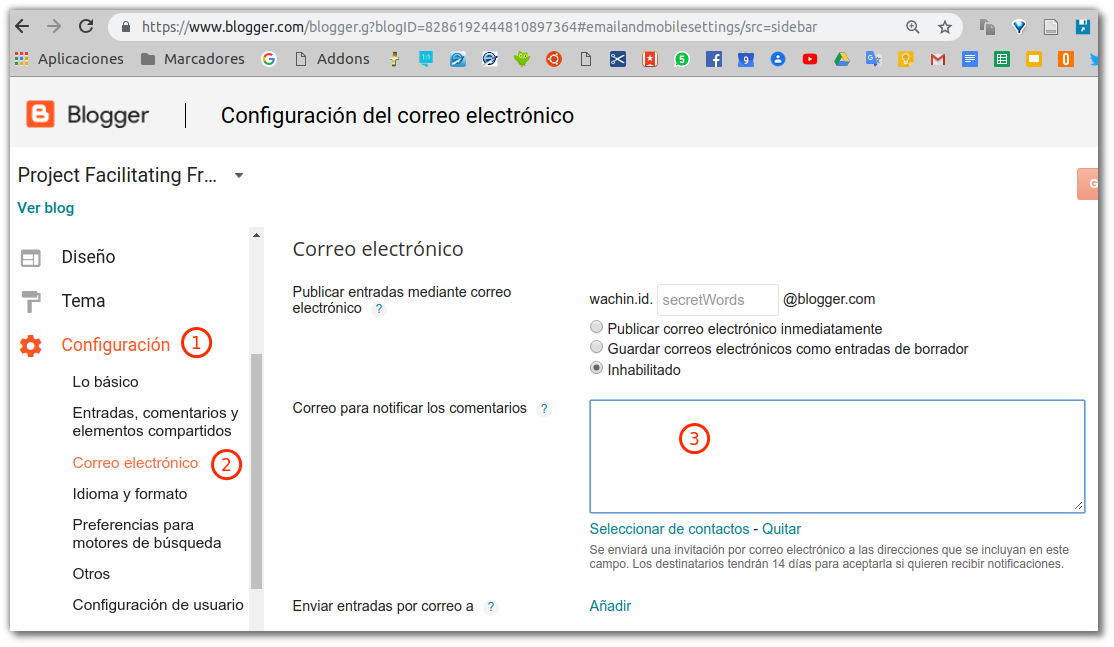 https://www.blogger.com/blogger.g?blogID=8286192444810897364#emailandmobilesettings/src=sidebar
Aplicaciones Marcadores Addons
Blogger Configuración del correo electrónico
Project Facilitating Fr...
Ver blog
Diseño
Tema
Configuración 1
Lo básico
Entradas, comentarios y
elementos compartidos
Correo electrónico 2
Idioma y formato
Preferencias para
motores de búsqueda
Otros
Configuración de usuario
Correo electrónico
Publicar entradas mediante correo
electrónico ?
wachin.id. secretWords @blogger.com
Publicar correo electrónico inmediatamente
Guardar correos electrónicos como entradas de borrador
Inhabilitado
Correo para notificar los comentarios ?
3
Seleccionar de contactos - Quitar
Se enviará una invitación por correo electrónico a las direcciones que se incluyan en este
campo. Los destinatarios tendrán 14 días para aceptarla si quieren recibir notificaciones.
Enviar entradas por correo a ? Añadir